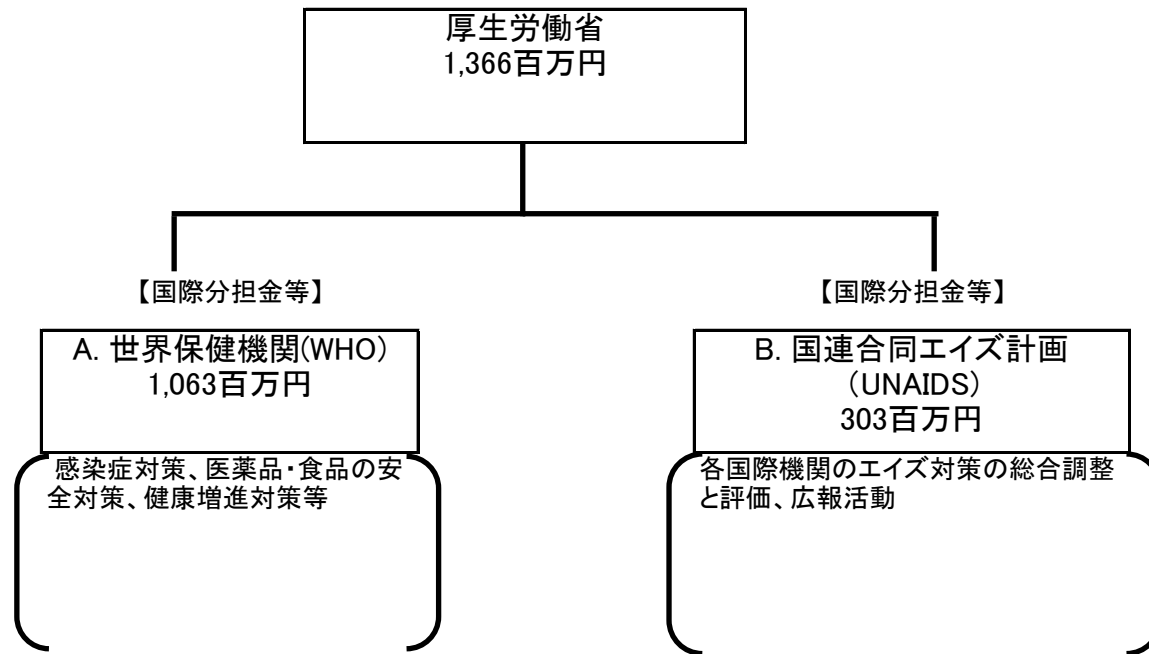 厚生労働省
1,366百万円
【国際分担金等】
【国際分担金等】
A. 世界保健機関(WHO)
1,063百万円
感染症対策、医薬品・食品の安
全対策、健康増進対策等
B. 国連合同エイズ計画
（UNAIDS）
303百万円
各国際機関のエイズ対策の総合調整
と評価、広報活動